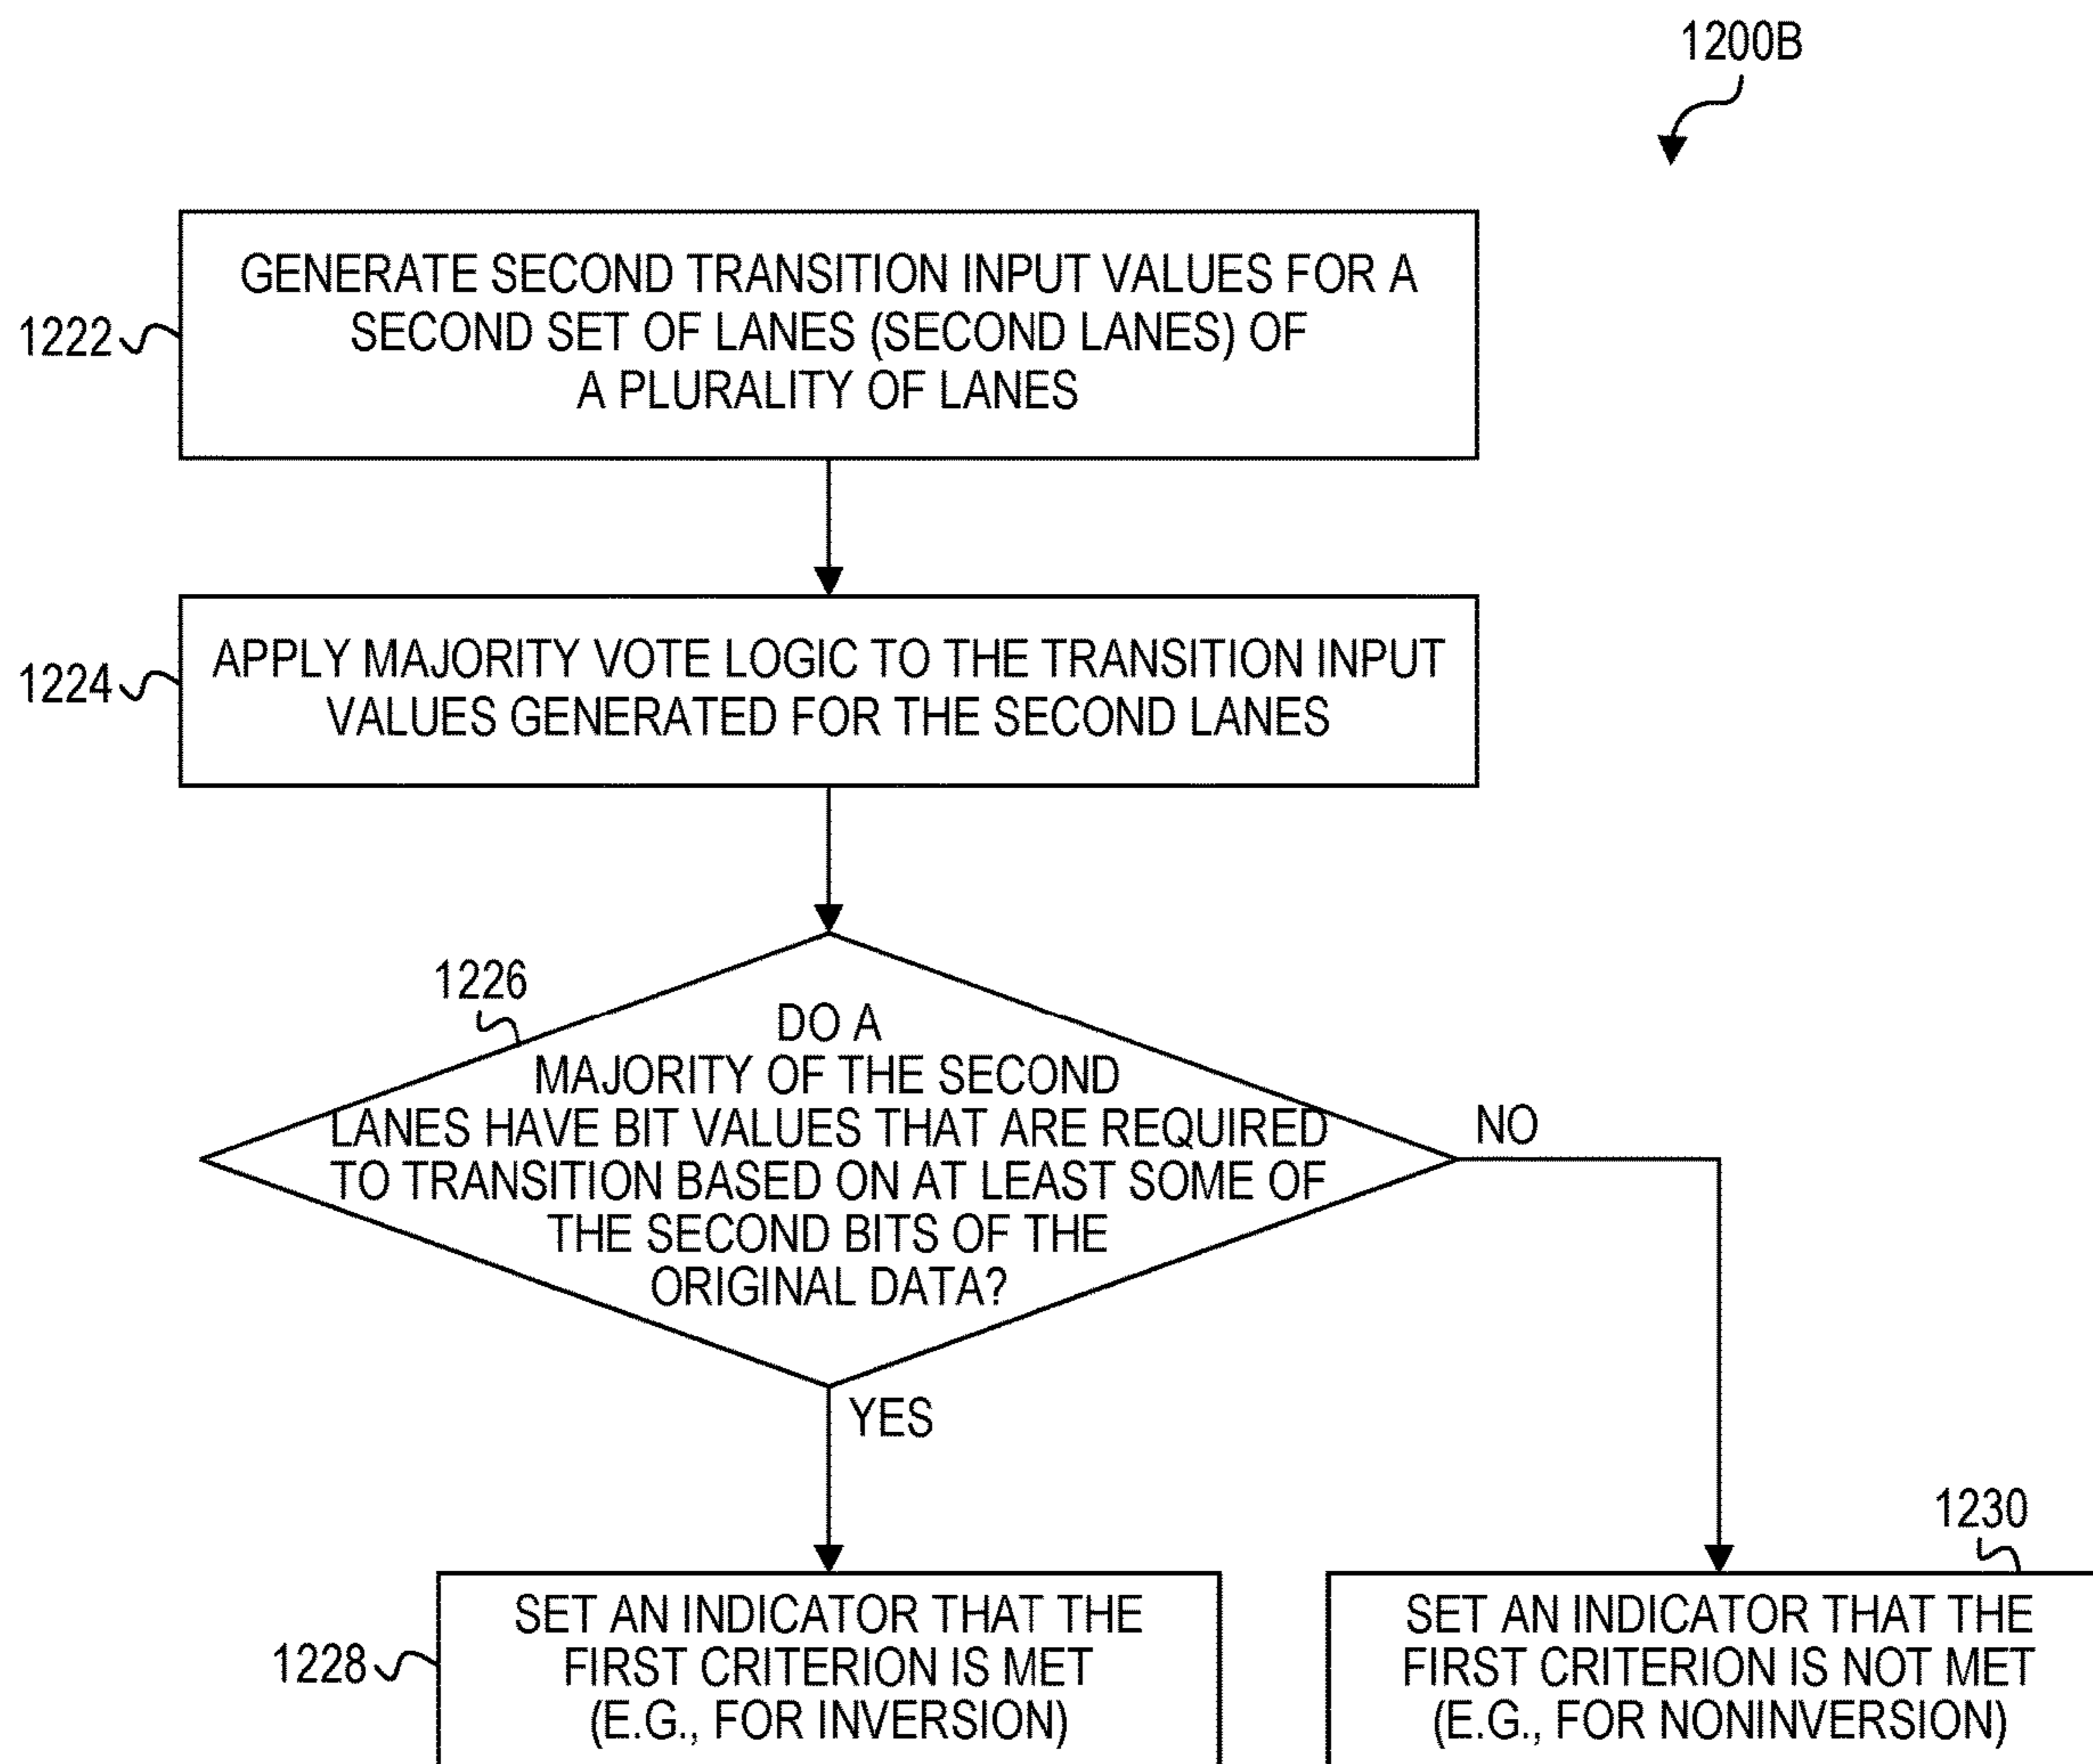 1200B
GENERATE SECOND TRANSITION INPUT VALUES FOR A
SECOND SET OF LANES (SECOND LANES) OF
A PLURALITY OF LANES
1222
APPLY MAJORITY VOTE LOGIC TO THE TRANSITION INPUT
VALUES GENERATED FOR THE SECOND LANES
1224
1226
DO A
MAJORITY OF THE SECOND
LANES HAVE BIT VALUES THAT ARE REQUIRED
TO TRANSITION BASED ON AT LEAST SOME OF
THE SECOND BITS OF THE
ORIGINAL DATA?
NO
YES
1230
SET AN INDICATOR THAT THE
FIRST CRITERION IS MET
(E.G., FOR INVERSION)
1228
SET AN INDICATOR THAT THE
FIRST CRITERION IS NOT MET
(E.G., FOR NONINVERSION)